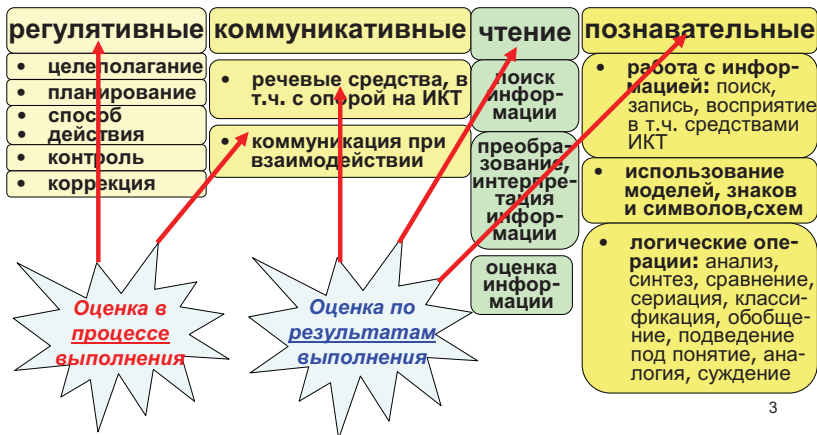 регулятивные
• целеполагание
• планирование
• способ
• действия
• контроль
• коррекция
коммуникативные
• речевые средства, в
т.ч. с опорой на ИКТ
• коммуникация при
взаимодействии
чтение
поиск
инфор-
мации
преобра-
зование,
интерпре-
тация
инфор-
мации
оценка
инфор-
мации
познавательные
• работа с инфор-
мацией: поиск,
запись, восприятие
в т.ч. средствами
ИКТ
• использование
моделей, знаков
и символов,схем
• логические опе-
рации: анализ,
синтез, сравнение,
сериация, класси-
фикация, обобще-
ние, подведение
под понятие, ана-
логия, суждение
Оценка в
процессе
выполнения
Оценка по
результатам
выполнения
3